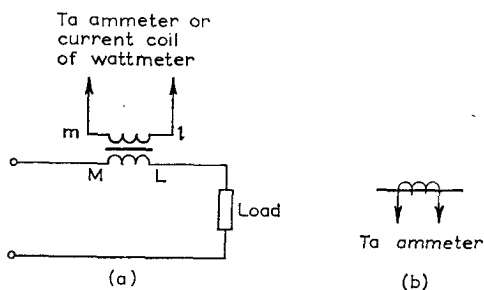 Ta ammeter or
current coil
of wattmeter
m l
M L
Load
Ta ammeter
(a) (b)